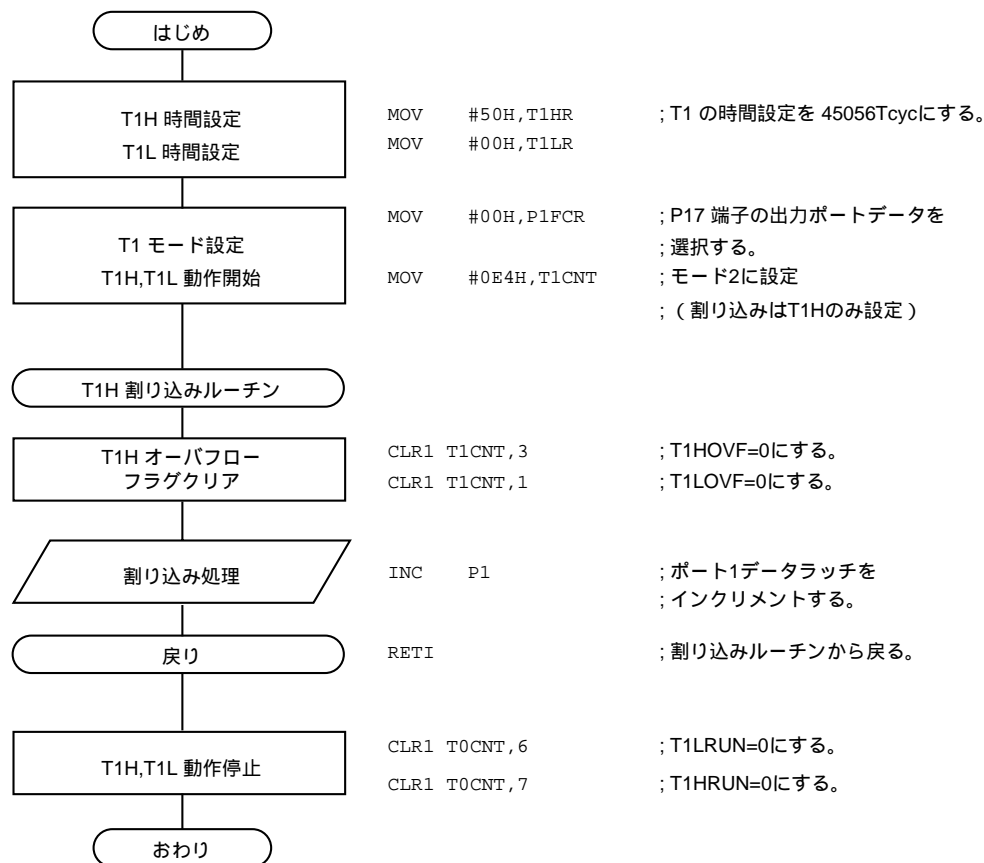 はじめ
T1H 時間設定
T1L 時間設定
MOV #50H,T1HR ; T1 の時間設定を 45056Tcycにする。
MOV #00H,T1LR
T1 モード設定
T1H,T1L 動作開始
MOV #00H,P1FCR ; P17 端子の出力ポートデータを
; 選択する。
MOV #0E4H,T1CNT ; モード2に設定
; ( 割り込みはT1Hのみ設定 )
T1H 割り込みルーチン
T1H オーバフロー
フラグクリア
CLR1 T1CNT,3 ; T1HOVF=0にする。
CLR1 T1CNT,1 ; T1LOVF=0にする。
割り込み処理
INC P1 ; ポート1データラッチを
; インクリメントする。
戻り
RETI ; 割り込みルーチンから戻る。
T1H,T1L 動作停止
CLR1 T0CNT,6 ; T1LRUN=0にする。
CLR1 T0CNT,7 ; T1HRUN=0にする。
おわり